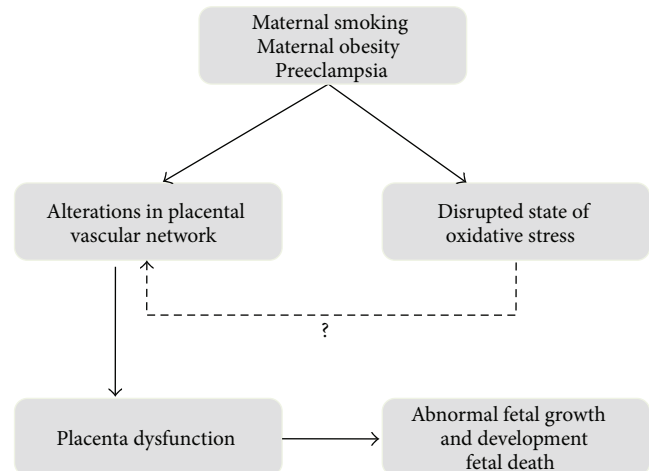 Maternal smoking
Maternal obesity
Preeclampsia
Alterations in placental
vascular network
Disrupted state of
oxidative stress
?
Placenta dysfunction
Abnormal fetal growth
and development
fetal death